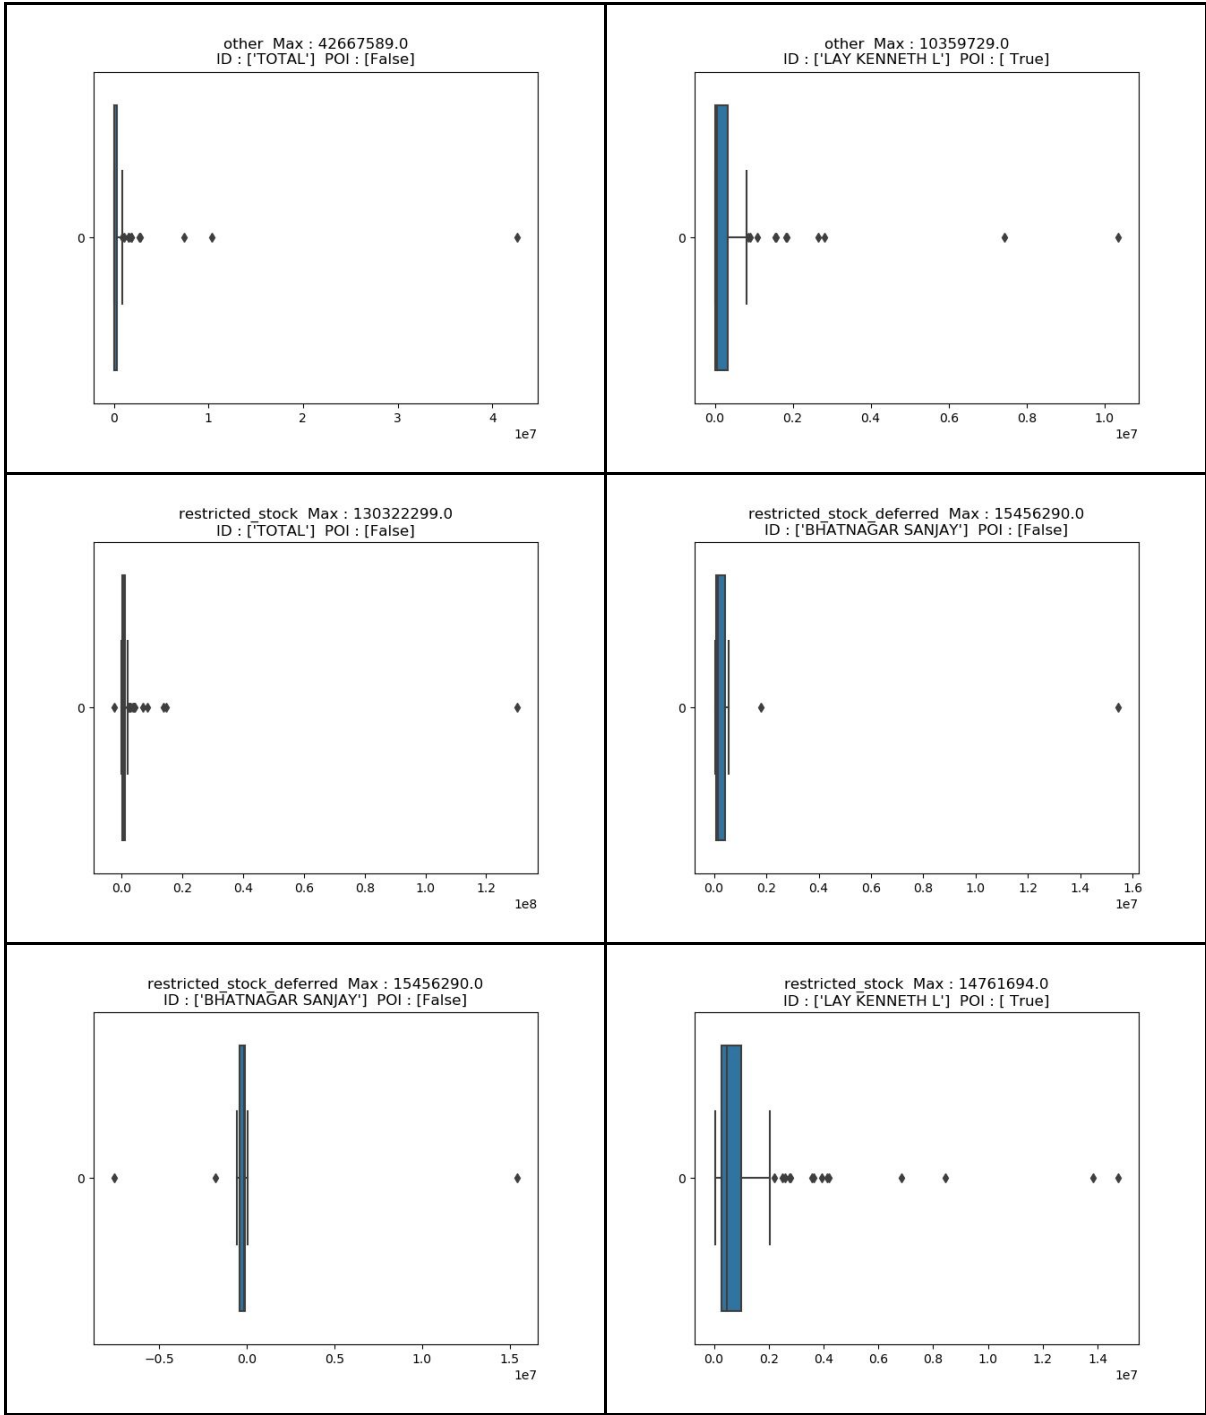 other Max : 42667589.0
ID : ['TOTAL'] POI : [False]
0
0 1 2 3 4
1e7
other Max : 10359729.0
ID : ['LAY KENNETH L'] POI : [ True]
0
0.0 0.2 0.4 0.6 0.8 1.0
1e7
restricted_stock Max : 130322299.0
ID : ['TOTAL'] POI : [False]
0
0.0 0.2 0.4 0.6 0.8 1.0 1.2
1e8
restricted_stock_deferred Max : 15456290.0
ID : ['BHATNAGAR SANJAY'] POI : [False]
0
0.0 0.2 0.4 0.6 0.8 1.0 1.2 1.4 1.6
1e7
restricted_stock_deferred Max : 15456290.0
ID : ['BHATNAGAR SANJAY'] POI : [False]
0
−0.5 0.0 0.5 1.0 1.5
1e7
restricted_stock Max : 14761694.0
ID : ['LAY KENNETH L'] POI : [ True]
0
0.0 0.2 0.4 0.6 0.8 1.0 1.2 1.4
1e7